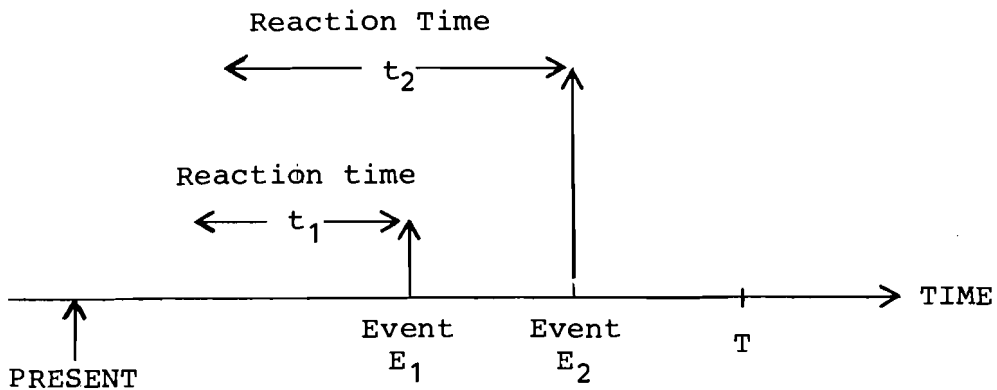 Reaction Time
t2
Reaction time
t1
TIME
Event
E1
Event
E2
T
PRESENT